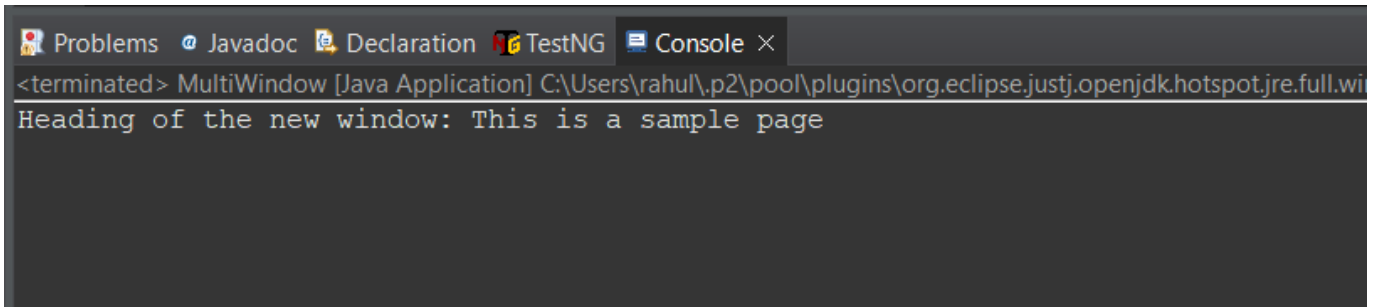 Problems @ Javadoc Declaration TestNG Console
<terminated> MultiWindow [Java Application] C:\Users\rahul\.p2\pool\plugins\org.eclipse.justj.openjdk.hotspot.jre.full.wi
Heading of the new window: This is a sample page